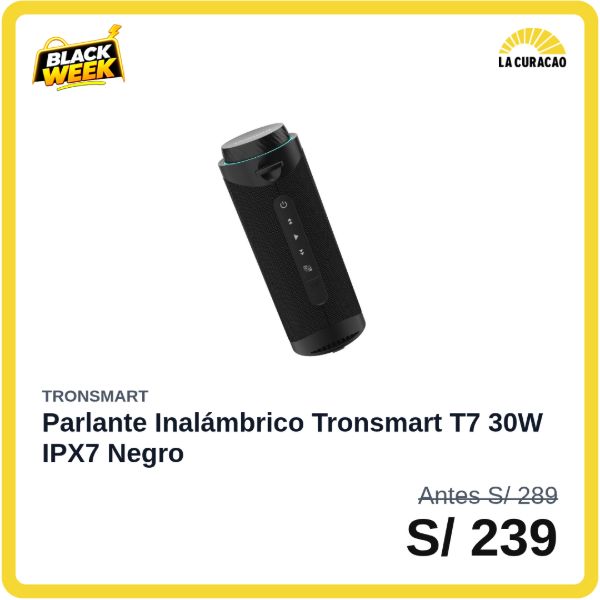 BLACK
WEEK
LA CURACAO
TRONSMART
Parlante Inalámbrico Tronsmart T7 30W
IPX7 Negro
Antes S/ 289
S/ 239